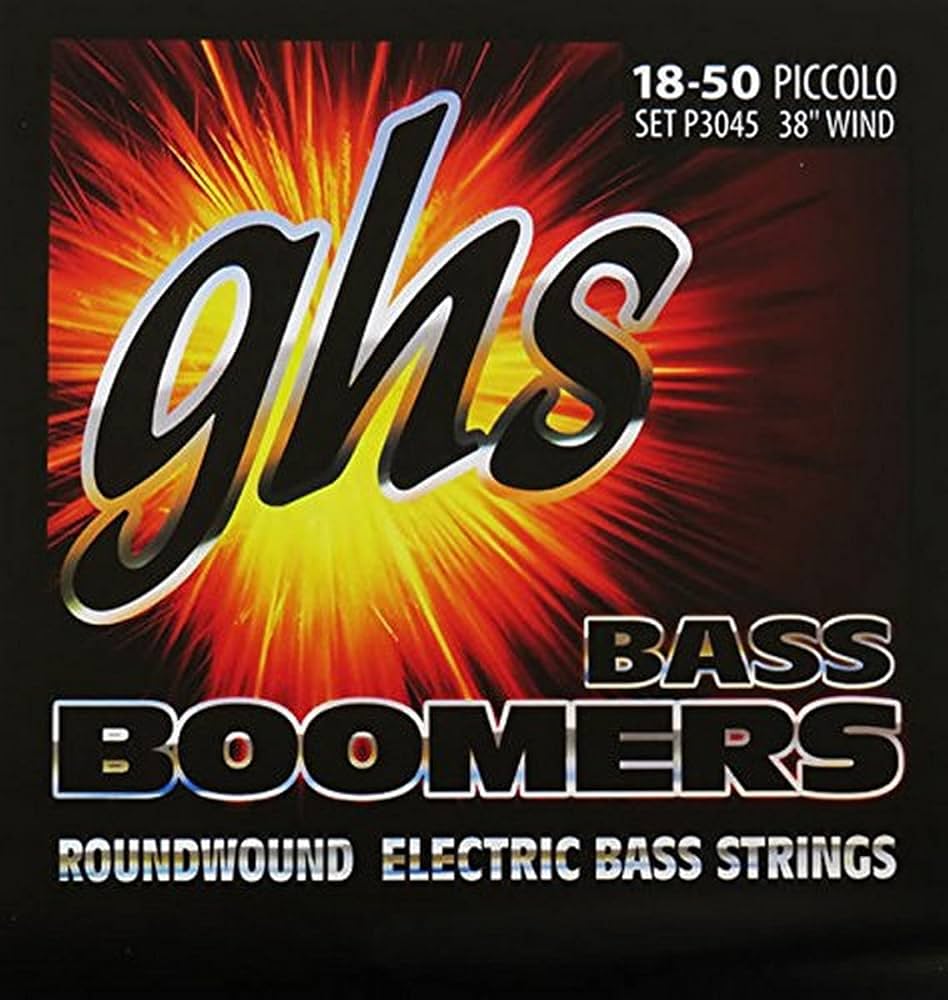 18-50 PICCOLO
SET P3045 38" WIND
ghs
BASS
BOOMERS
ROUNDWOUND ELECTRIC BASS STRINGS